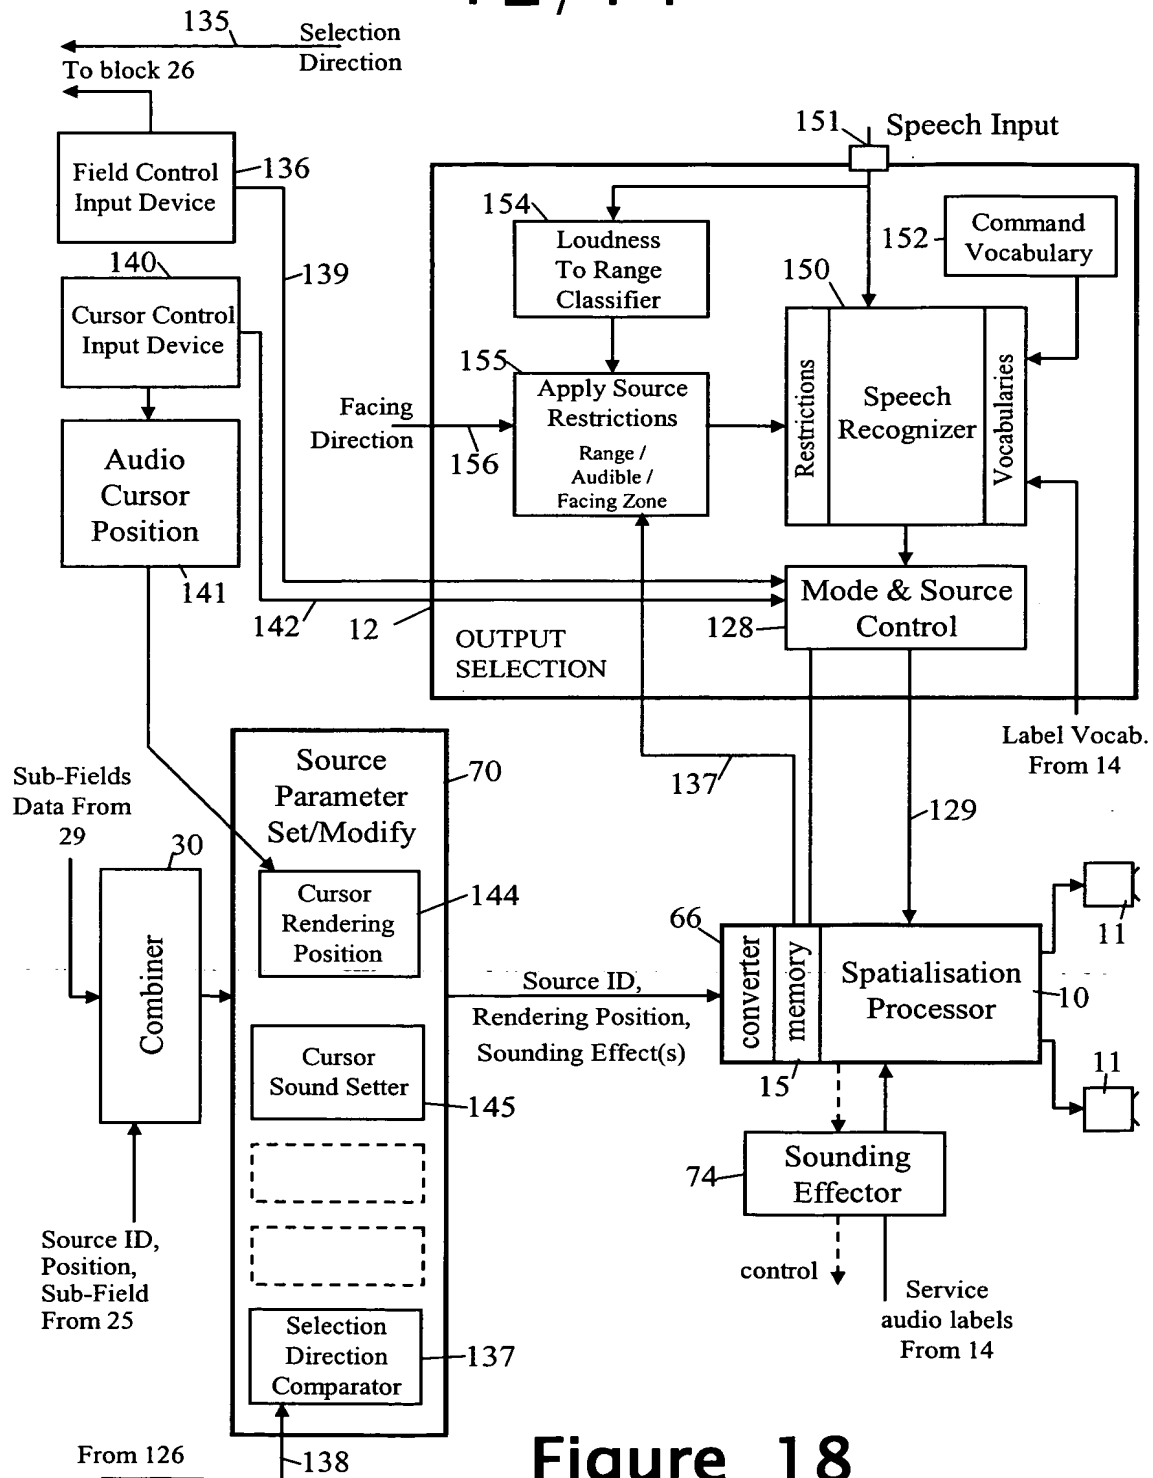 135
Selection
Direction
To block 26
Field Control
Input Device
136
139
140
Cursor Control
Input Device
Audio
Cursor
Position
141
142
12
151
Speech Input
154
Loudness
To Range
Classifier
152
Command
Vocabulary
150
155
Apply Source
Restrictions
Range /
Audible /
Facing Zone
Facing
Direction
156
Restrictions
Speech
Recognizer
Vocabularies
Mode & Source
Control
128
OUTPUT
SELECTION
Label Vocab.
From 14
137
129
Sub-Fields
Data From
29
30
Combiner
Source
Parameter
Set/Modify
70
Cursor
Rendering
Position
144
Cursor
Sound Setter
145
Selection
Direction
Comparator
137
138
From 126
Source ID,
Position,
Sub-Field
From 25
Source ID,
Rendering Position,
Sounding Effect(s)
66
converter
memory
15
Spatialisation
Processor
10
11
11
74
Sounding
Effector
control
Service
audio labels
From 14
Figure 18